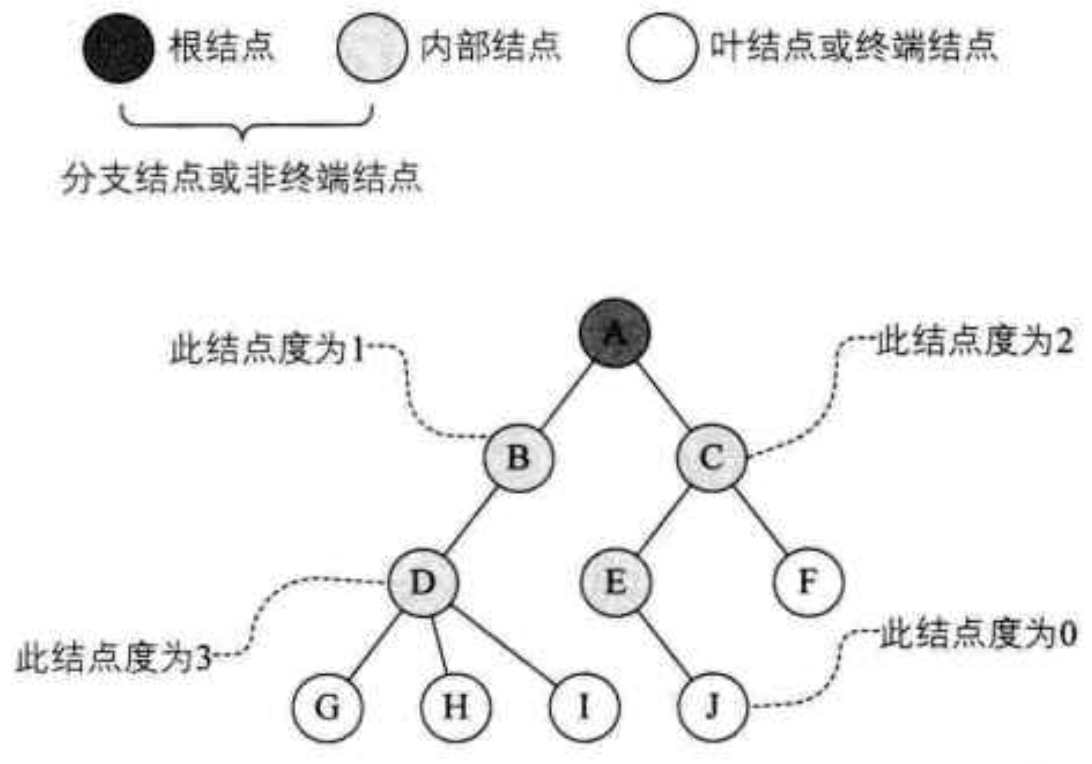 根结点 内部结点 叶结点或终端结点
分支结点或非终端结点
A
此结点度为1 此结点度为2
B C
D E F
此结点度为3 此结点度为0
G H I J